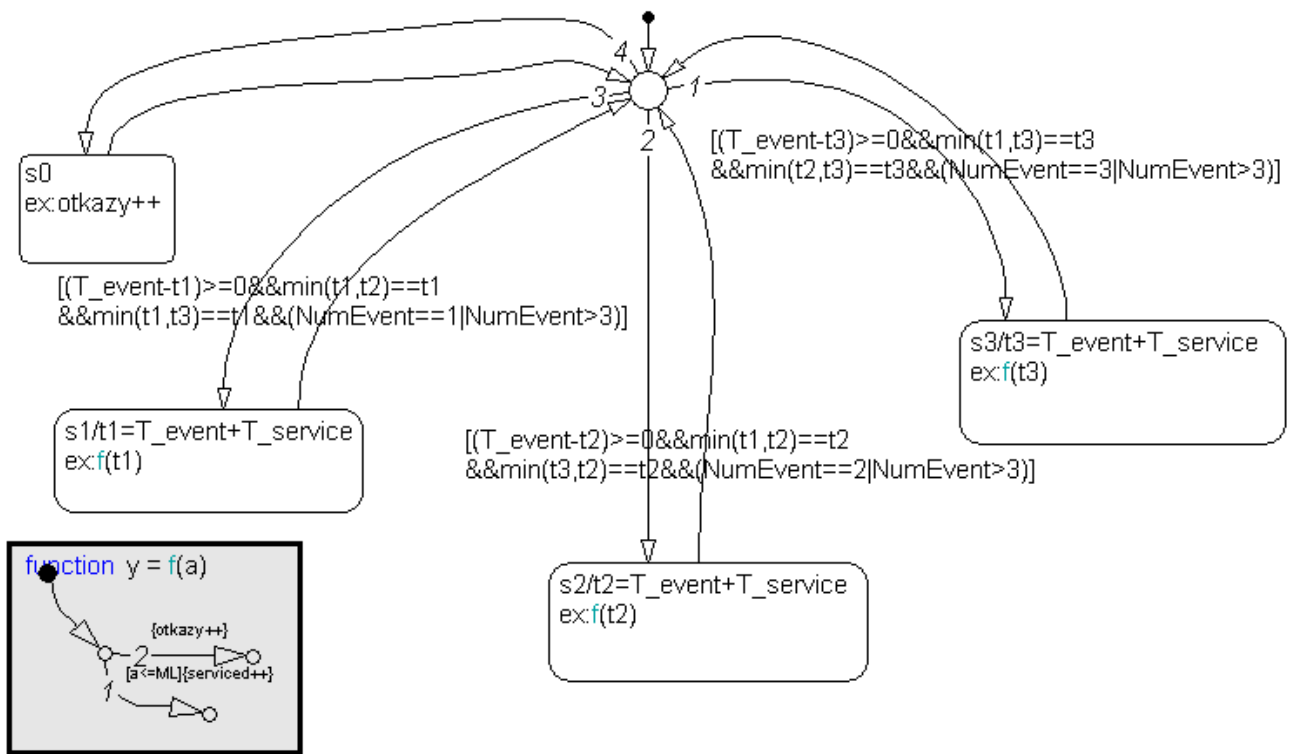 4
3
1
2
[(T_event-t3)>=0&&min(t1,t3)==t3
&&min(t2,t3)==t3&&(NumEvent==3|NumEvent>3)]
s0
ex:otkazy++
[(T_event-t1)>=0&&min(t1,t2)==t1
&&min(t1,t3)==t1&&(NumEvent==1|NumEvent>3)]
s3/t3=T_event+T_service
ex:f(t3)
s1/t1=T_event+T_service
ex:f(t1)
[(T_event-t2)>=0&&min(t1,t2)==t2
&&min(t3,t2)==t2&&(NumEvent==2|NumEvent>3)]
function y = f(a)
s2/t2=T_event+T_service
ex:f(t2)
{otkazy++}
2
[a<=ML]{serviced++}
1